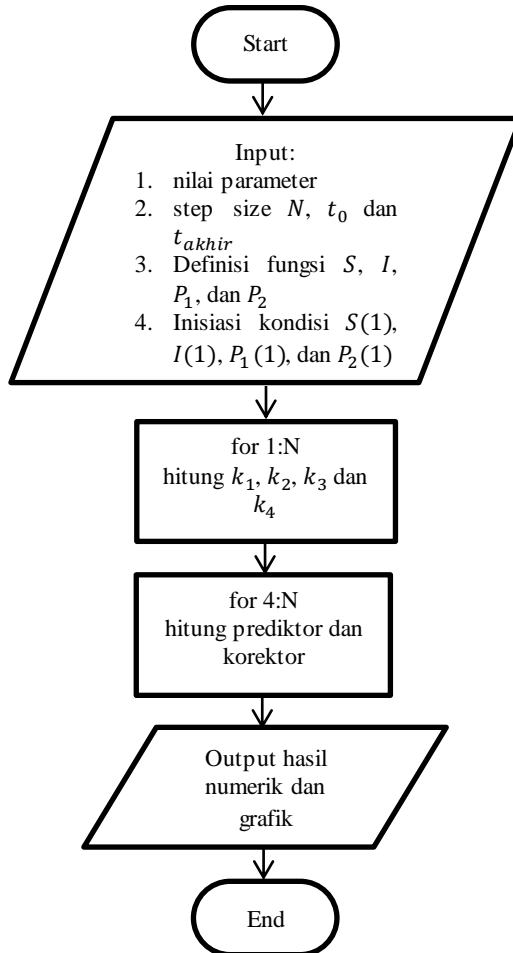 Start
Input:
1. nilai parameter
2. step size N, t₀ dan
t_akhir
3. Definisi fungsi S, I,
P₁, dan P₂
4. Inisiasi kondisi S(1),
I(1), P₁(1), dan P₂(1)
for 1:N
hitung k₁, k₂, k₃ dan
k₄
for 4:N
hitung prediktor dan
korektor
Output hasil
numerik dan
grafik
End